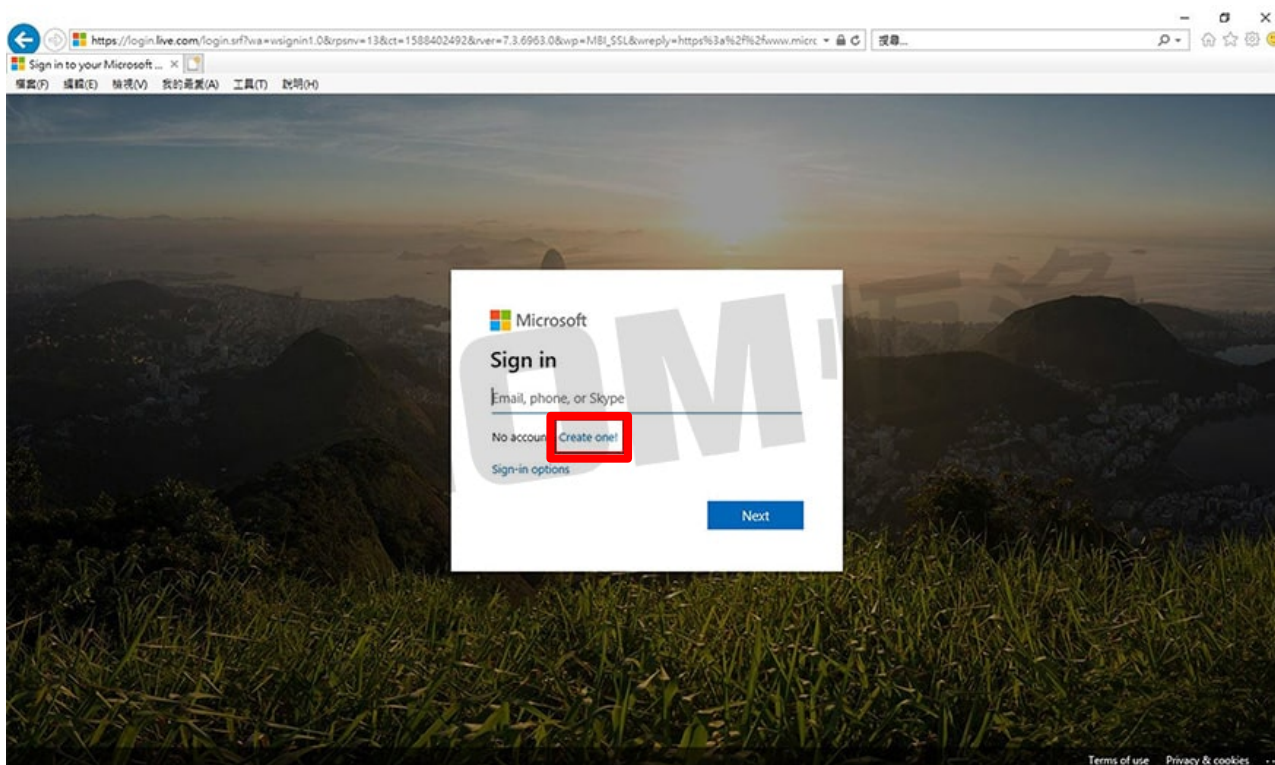 https://login.live.com/login.srf?wa=wsignin1.0&rpsnv=13&ct=1588402492&rver=7.3.6963.0&wp=MBI_SSL&wreply=https%3a%2f%2fwww.micrc
搜尋...
Sign in to your Microsoft ...
檔案(F) 編輯(E) 檢視(V) 我的最愛(A) 工具(T) 說明(H)
Microsoft
Sign in
Email, phone, or Skype
No accoun Create one!
Sign-in options
Next
Terms of use Privacy & cookies ...